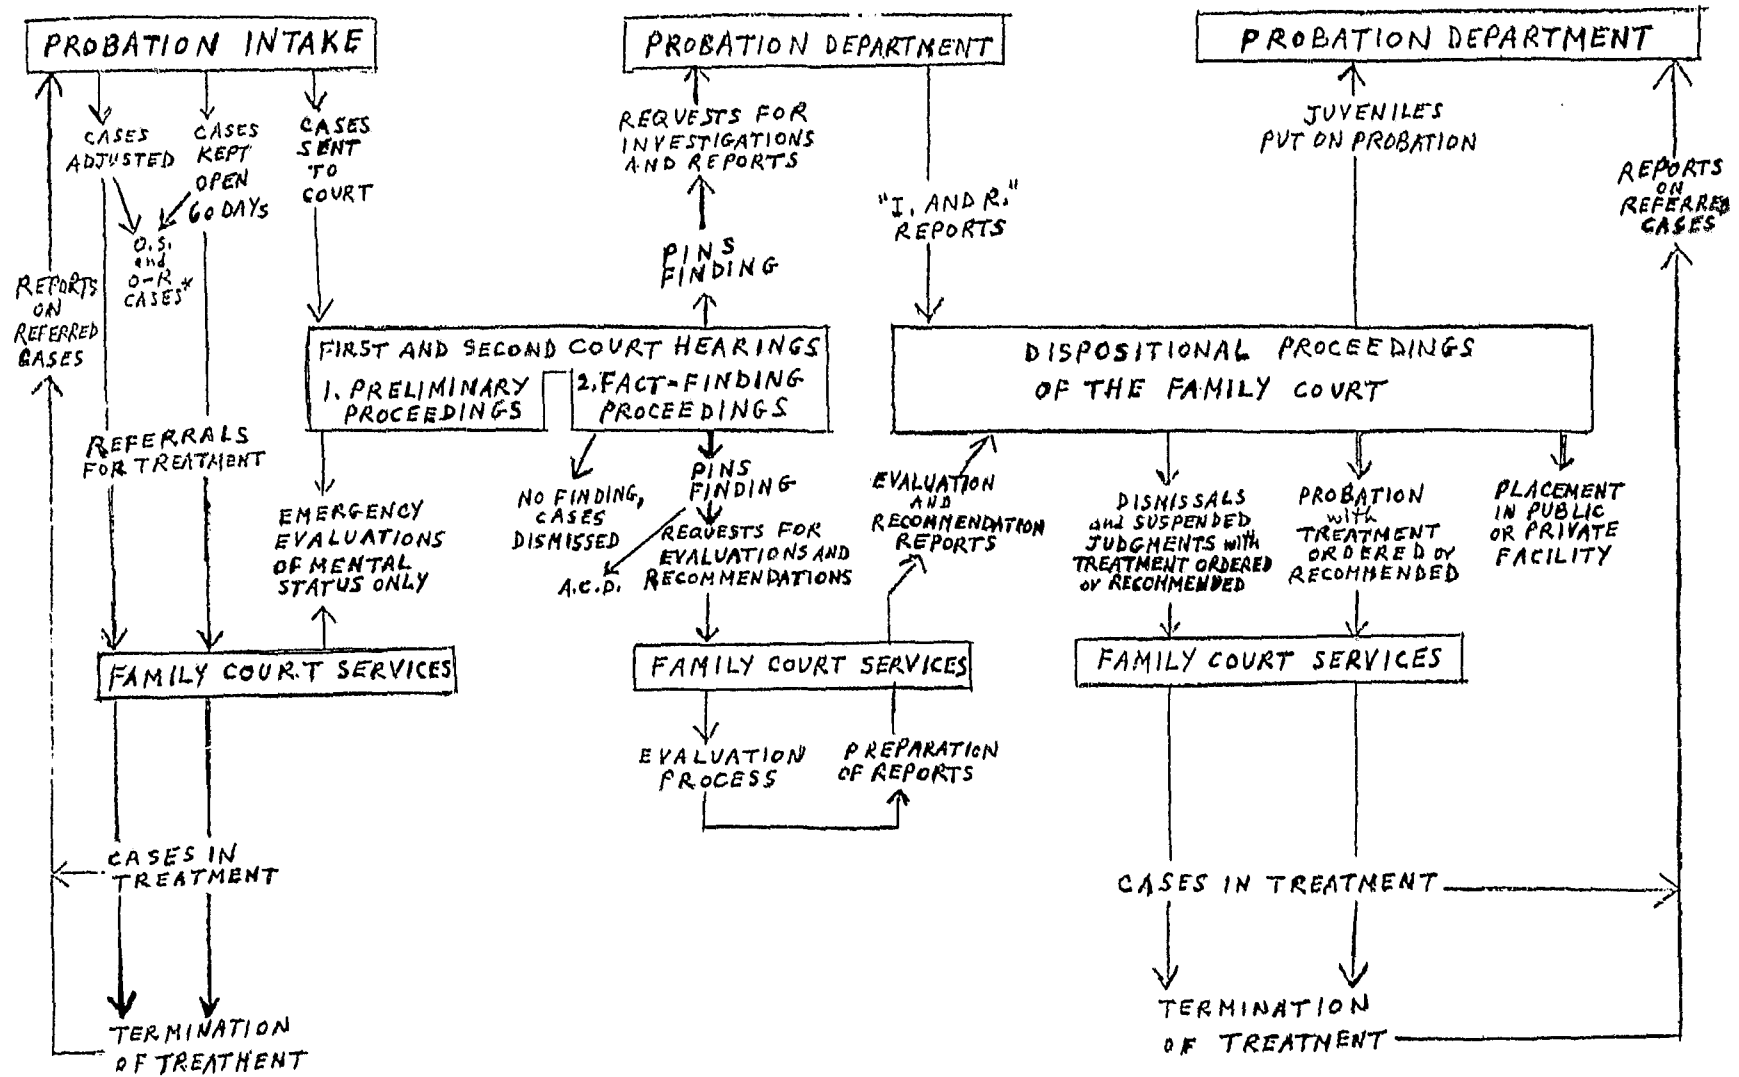 PROBATION INTAKE
CASES
ADJUSTED
CASES
KEPT
OPEN
60 DAYS
CASES
SENT
TO
COURT
O.S.
and
O-R
CASES*
REPORTS
ON
REFERRED
CASES
REFERRALS
FOR TREATMENT
PROBATION DEPARTMENT
REQUESTS FOR
INVESTIGATIONS
AND REPORTS
PINS
FINDING
"I. AND R."
REPORTS
PROBATION DEPARTMENT
JUVENILES
PUT ON PROBATION
REPORTS
ON
REFERRED
CASES
FIRST AND SECOND COURT HEARINGS
1. PRELIMINARY
PROCEEDINGS
2. FACT-FINDING
PROCEEDINGS
DISPOSITIONAL PROCEEDINGS
OF THE FAMILY COURT
EMERGENCY
EVALUATIONS
OF MENTAL
STATUS ONLY
NO FINDING,
CASES
DISMISSED
PINS
FINDING
A.C.D.
REQUESTS FOR
EVALUATIONS AND
RECOMMENDATIONS
EVALUATION
AND
RECOMMENDATION
REPORTS
DISMISSALS
and SUSPENDED
JUDGMENTS with
TREATMENT ORDERED
or RECOMMENDED
PROBATION
with
TREATMENT
ORDERED or
RECOMMENDED
PLACEMENT
IN PUBLIC
OR PRIVATE
FACILITY
FAMILY COURT SERVICES
FAMILY COURT SERVICES
FAMILY COURT SERVICES
EVALUATION
PROCESS
PREPARATION
OF REPORTS
CASES IN
TREATMENT
CASES IN TREATMENT
TERMINATION
OF TREATMENT
TERMINATION
OF TREATMENT